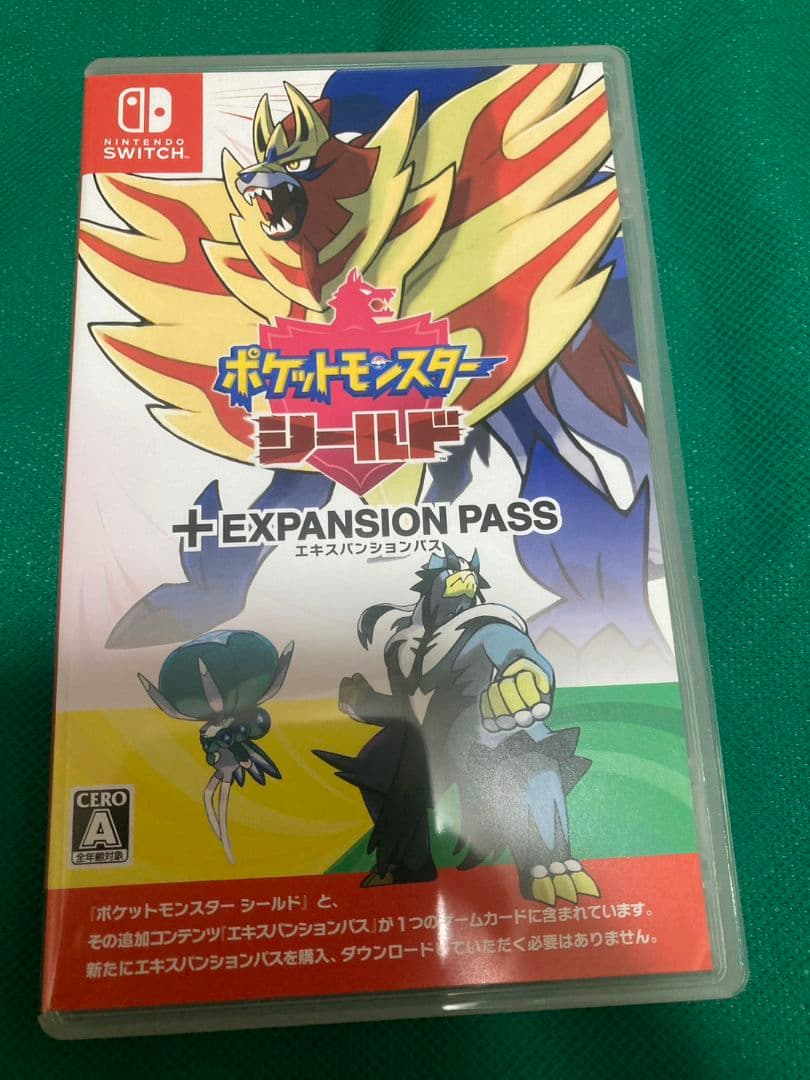 NINTENDO
SWITCH™
ポケットモンスター
シールド™
+EXPANSION PASS
エキスパンションパス
CERO
A
全年齢対象
『ポケットモンスター シールド』と、
その追加コンテンツ『エキスパンションパス』が1つのゲームカードに含まれています。
新たにエキスパンションパスを購入、ダウンロードしていただく必要はありません。